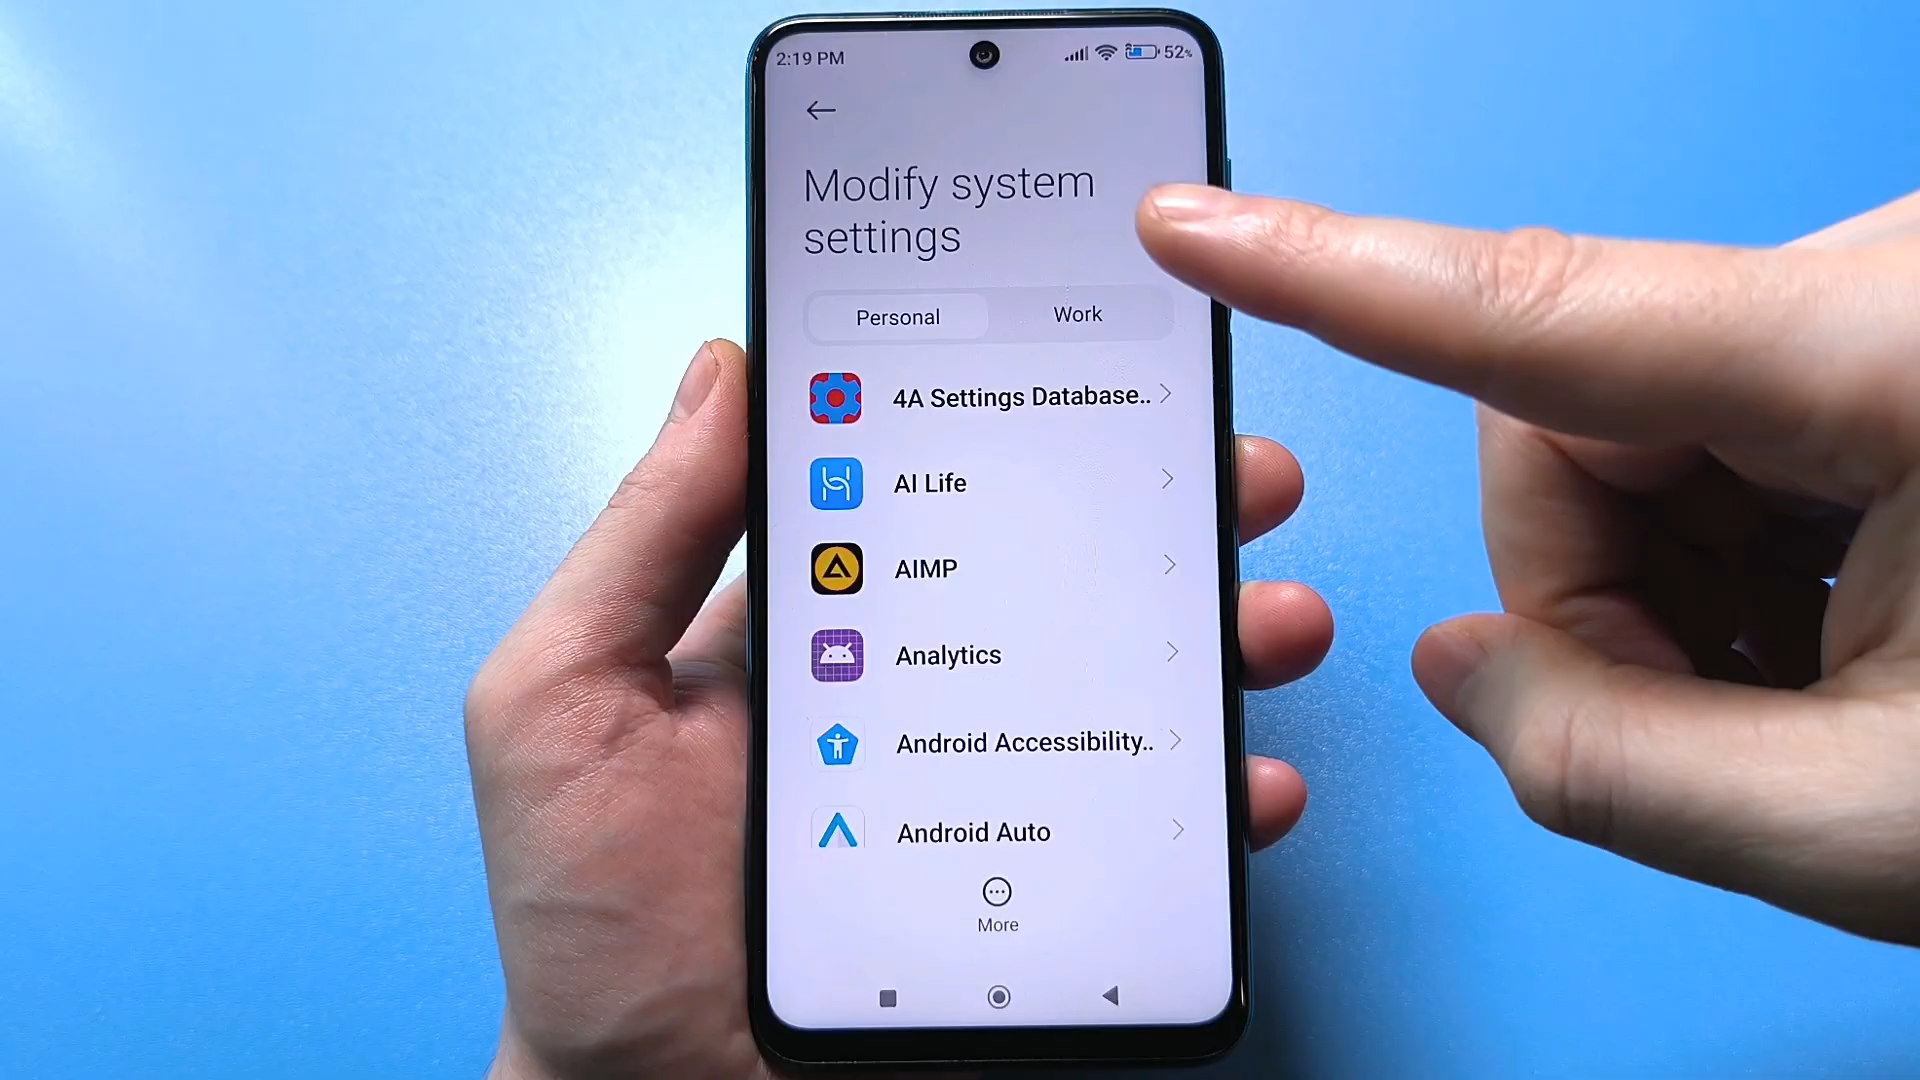 2:19 PM
52%
Modify system
settings
Personal
Work
4A Settings Database..
AI Life
AIMP
Analytics
Android Accessibility..
Android Auto
More